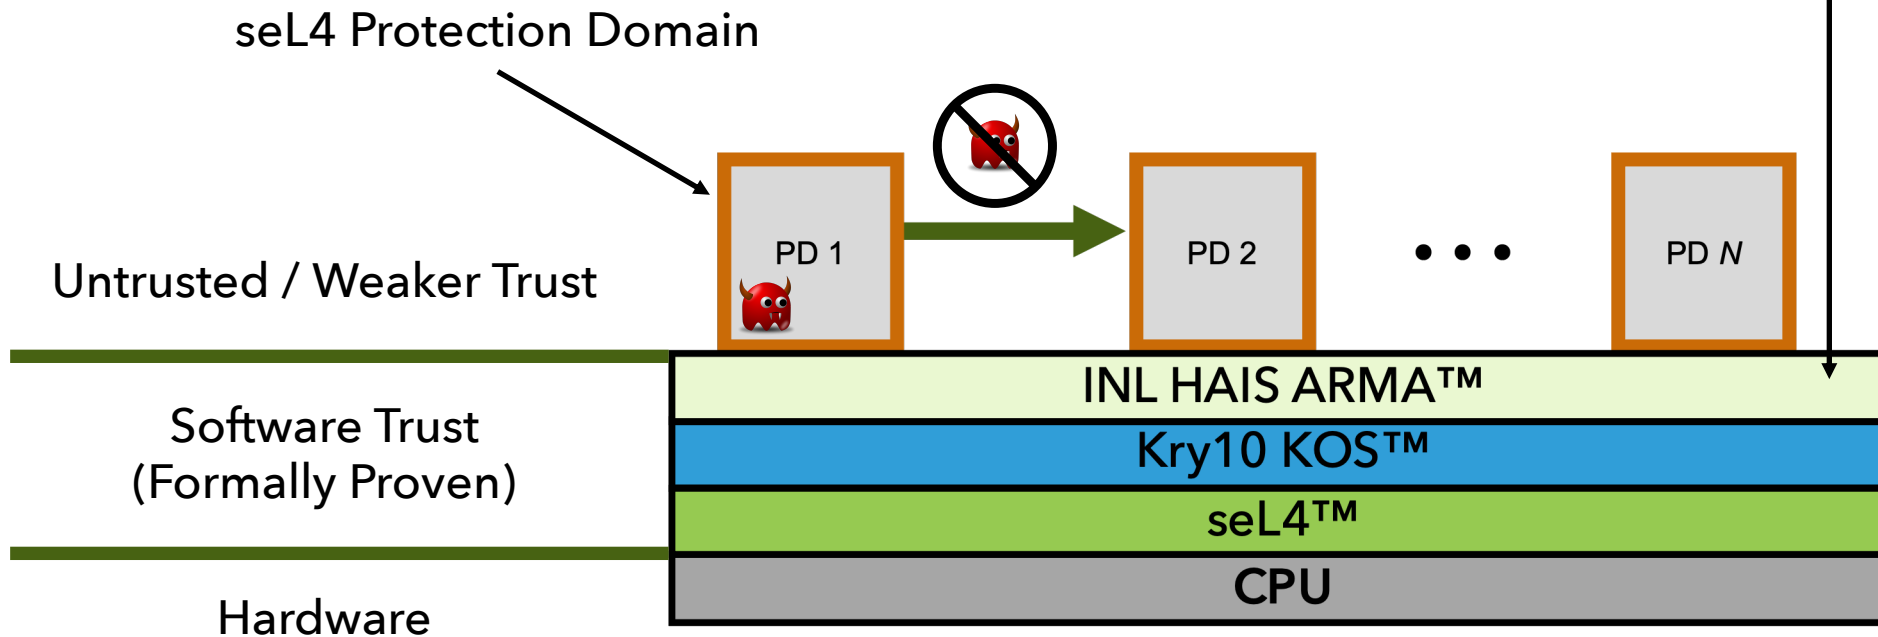 seL4 Protection Domain
PD 1
PD 2
PD N
Untrusted / Weaker Trust
INL HAIS ARMA™
Software Trust
(Formally Proven)
Kry10 KOS™
seL4™
CPU
Hardware